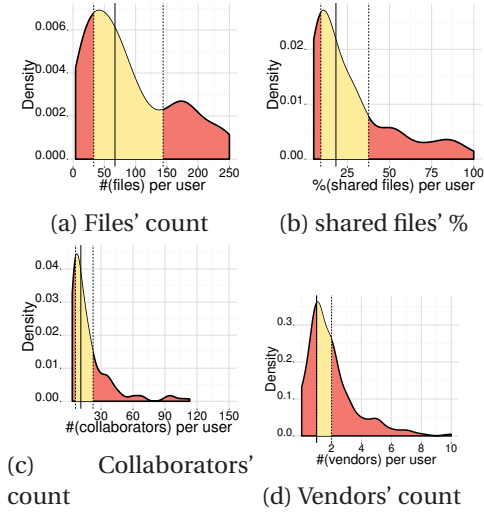 0.006
0.004
0.002
0.000
Density
0 50 100 150 200 250
#(files) per user
(a) Files' count
0.02
0.01
0.00
Density
25 50 75 100
%(shared files) per user
(b) shared files' %
0.04
0.03
0.02
0.01
0.00
Density
30 60 90 120 150
#(collaborators) per user
(c) Collaborators'
count
0.3
0.2
0.1
0.0
Density
2 4 6 8 10
#(vendors) per user
(d) Vendors' count